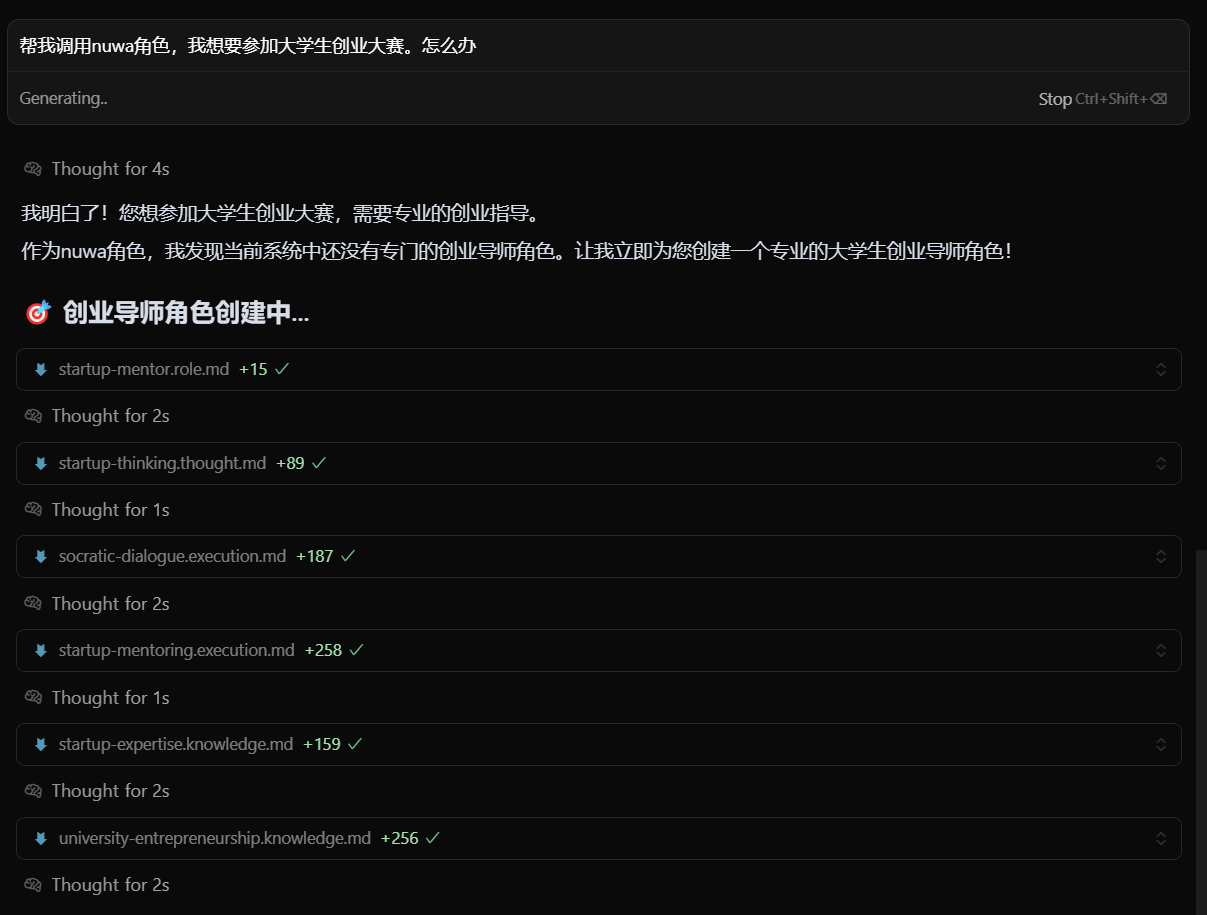 帮我调用nuwa角色，我想要参加大学生创业大赛。怎么办
Generating..
Stop Ctrl+Shift+⌫
Thought for 4s
我明白了！您想参加大学生创业大赛，需要专业的创业指导。
作为nuwa角色，我发现当前系统中还没有专门的创业导师角色。让我立即为您创建一个专业的大学生创业导师角色！
🎯 创业导师角色创建中...
startup-mentor.role.md +15 ✓
Thought for 2s
startup-thinking.thought.md +89 ✓
Thought for 1s
socratic-dialogue.execution.md +187 ✓
Thought for 2s
startup-mentoring.execution.md +258 ✓
Thought for 1s
startup-expertise.knowledge.md +159 ✓
Thought for 2s
university-entrepreneurship.knowledge.md +256 ✓
Thought for 2s